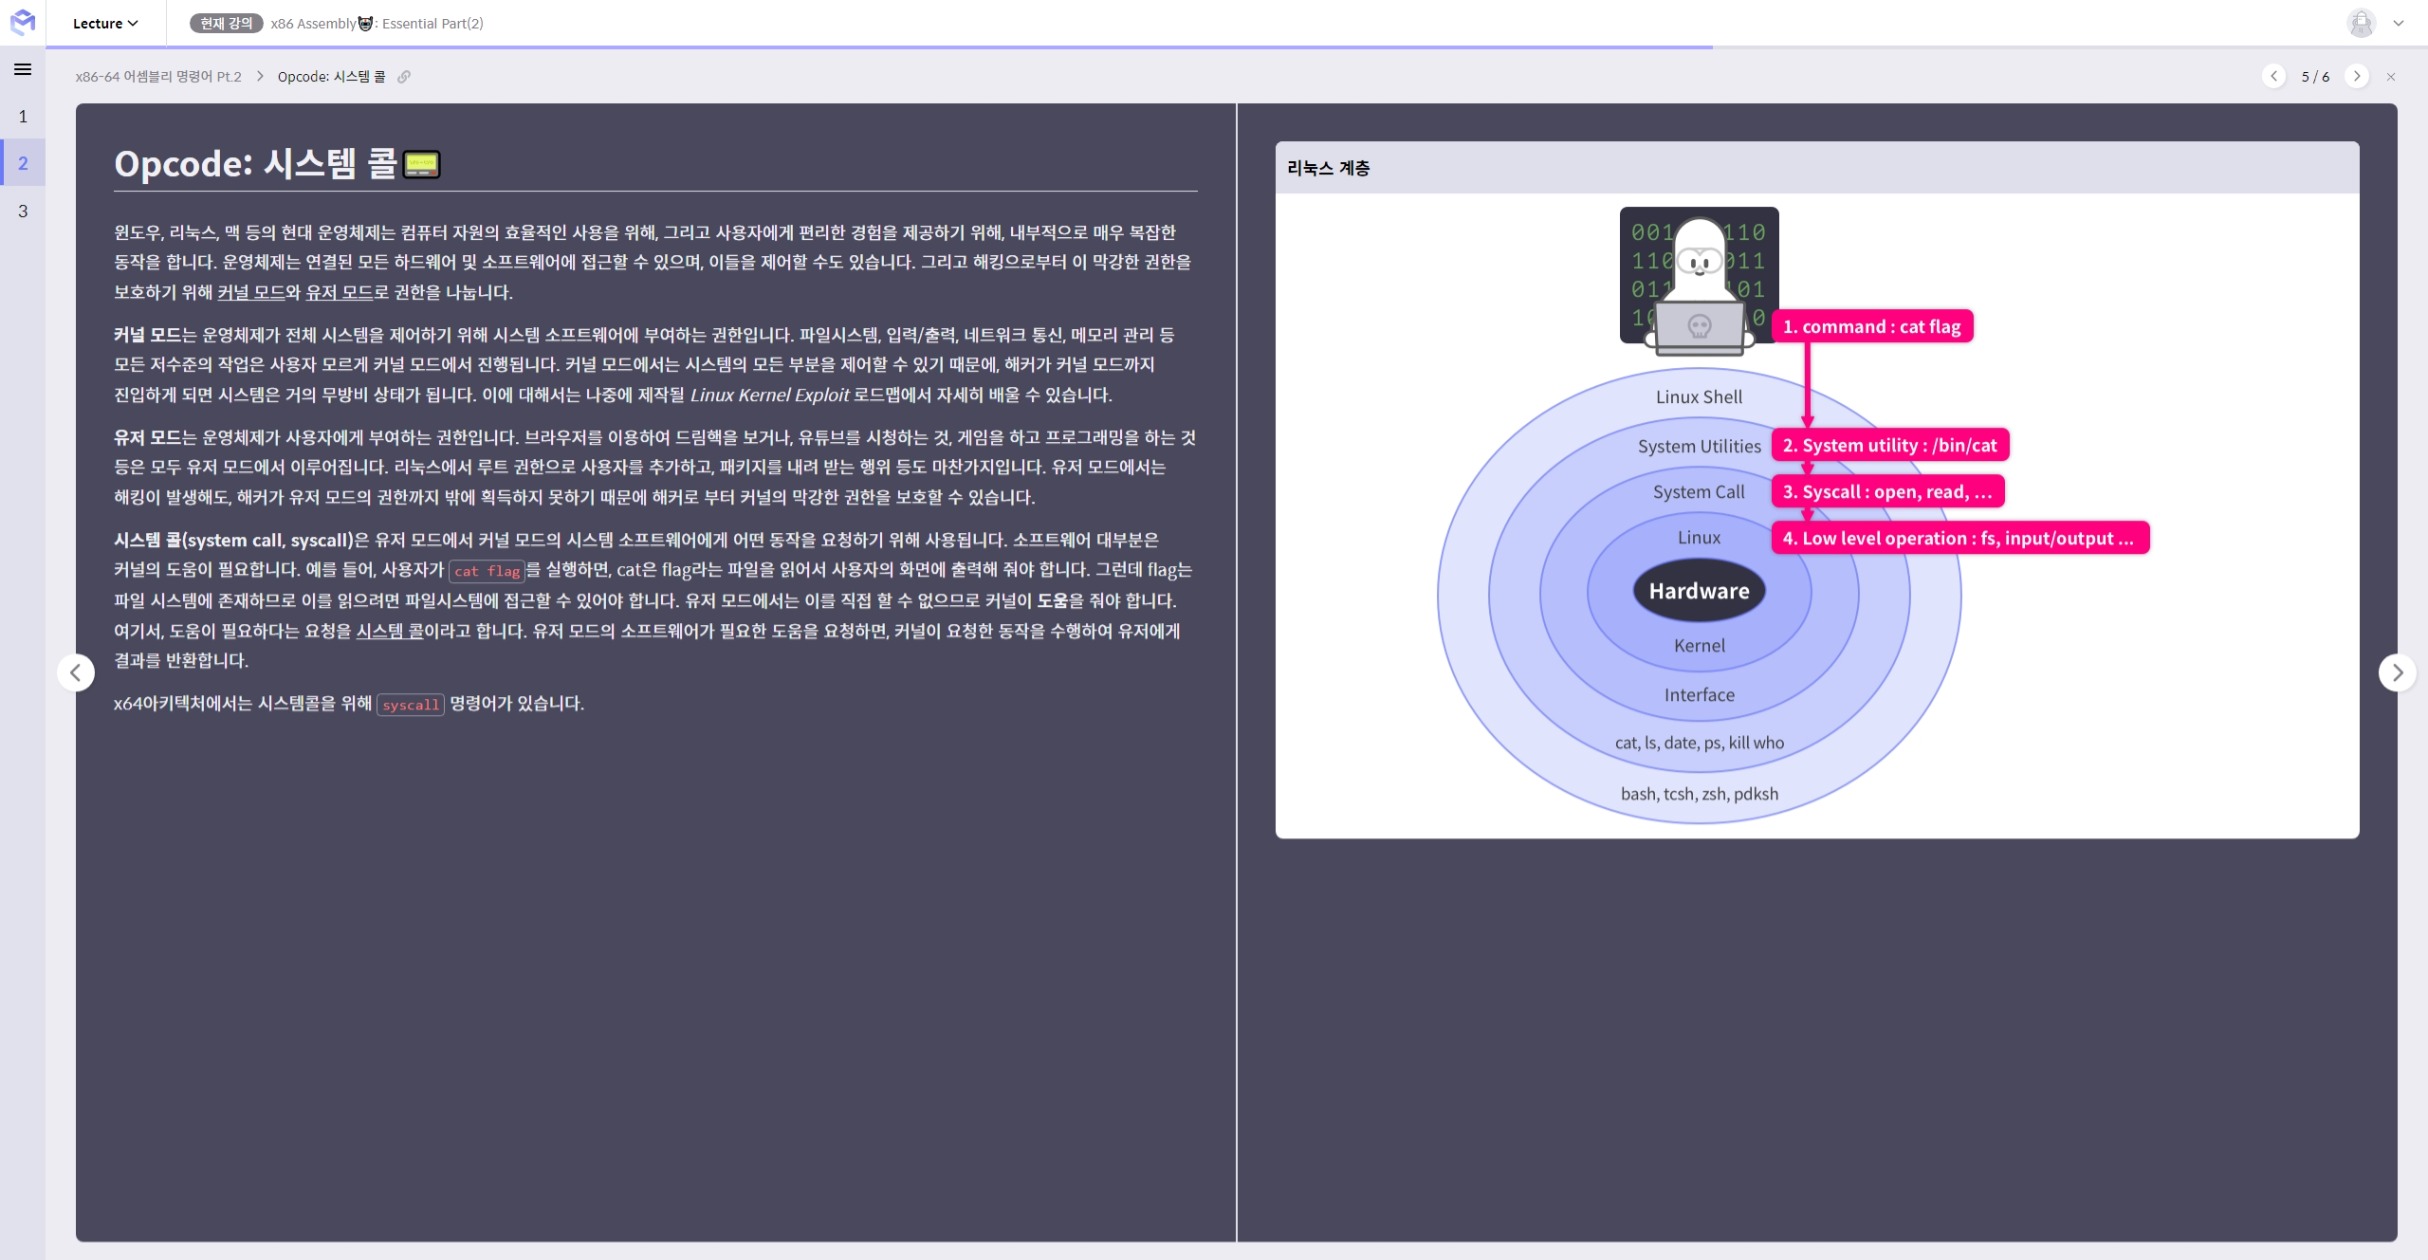 Lecture
현재 강의 x86 Assembly🐱: Essential Part(2)
x86-64 어셈블리 명령어 Pt.2 > Opcode: 시스템 콜
5 / 6
1
2
3
Opcode: 시스템 콜📟
윈도우, 리눅스, 맥 등의 현대 운영체제는 컴퓨터 자원의 효율적인 사용을 위해, 그리고 사용자에게 편리한 경험을 제공하기 위해, 내부적으로 매우 복잡한
동작을 합니다. 운영체제는 연결된 모든 하드웨어 및 소프트웨어에 접근할 수 있으며, 이들을 제어할 수도 있습니다. 그리고 해킹으로부터 이 막강한 권한을
보호하기 위해 커널 모드와 유저 모드로 권한을 나눕니다.
커널 모드는 운영체제가 전체 시스템을 제어하기 위해 시스템 소프트웨어에 부여하는 권한입니다. 파일시스템, 입력/출력, 네트워크 통신, 메모리 관리 등
모든 저수준의 작업은 사용자 모르게 커널 모드에서 진행됩니다. 커널 모드에서는 시스템의 모든 부분을 제어할 수 있기 때문에, 해커가 커널 모드까지
진입하게 되면 시스템은 거의 무방비 상태가 됩니다. 이에 대해서는 나중에 제작될 Linux Kernel Exploit 로드맵에서 자세히 배울 수 있습니다.
유저 모드는 운영체제가 사용자에게 부여하는 권한입니다. 브라우저를 이용하여 드림핵을 보거나, 유튜브를 시청하는 것, 게임을 하고 프로그래밍을 하는 것
등은 모두 유저 모드에서 이루어집니다. 리눅스에서 루트 권한으로 사용자를 추가하고, 패키지를 내려 받는 행위 등도 마찬가지입니다. 유저 모드에서는
해킹이 발생해도, 해커가 유저 모드의 권한까지 밖에 획득하지 못하기 때문에 해커로 부터 커널의 막강한 권한을 보호할 수 있습니다.
시스템 콜(system call, syscall)은 유저 모드에서 커널 모드의 시스템 소프트웨어에게 어떤 동작을 요청하기 위해 사용됩니다. 소프트웨어 대부분은
커널의 도움이 필요합니다. 예를 들어, 사용자가 cat flag를 실행하면, cat은 flag라는 파일을 읽어서 사용자의 화면에 출력해 줘야 합니다. 그런데 flag는
파일 시스템에 존재하므로 이를 읽으려면 파일시스템에 접근할 수 있어야 합니다. 유저 모드에서는 이를 직접 할 수 없으므로 커널이 도움을 줘야 합니다.
여기서, 도움이 필요하다는 요청을 시스템 콜이라고 합니다. 유저 모드의 소프트웨어가 필요한 도움을 요청하면, 커널이 요청한 동작을 수행하여 유저에게
결과를 반환합니다.
x64아키텍처에서는 시스템콜을 위해 syscall 명령어가 있습니다.
리눅스 계층
001 110
110 011
011 101
10 0
1. command : cat flag
Linux Shell
System Utilities
2. System utility : /bin/cat
System Call
3. Syscall : open, read, ...
Linux
4. Low level operation : fs, input/output ...
Hardware
Kernel
Interface
cat, ls, date, ps, kill who
bash, tcsh, zsh, pdksh